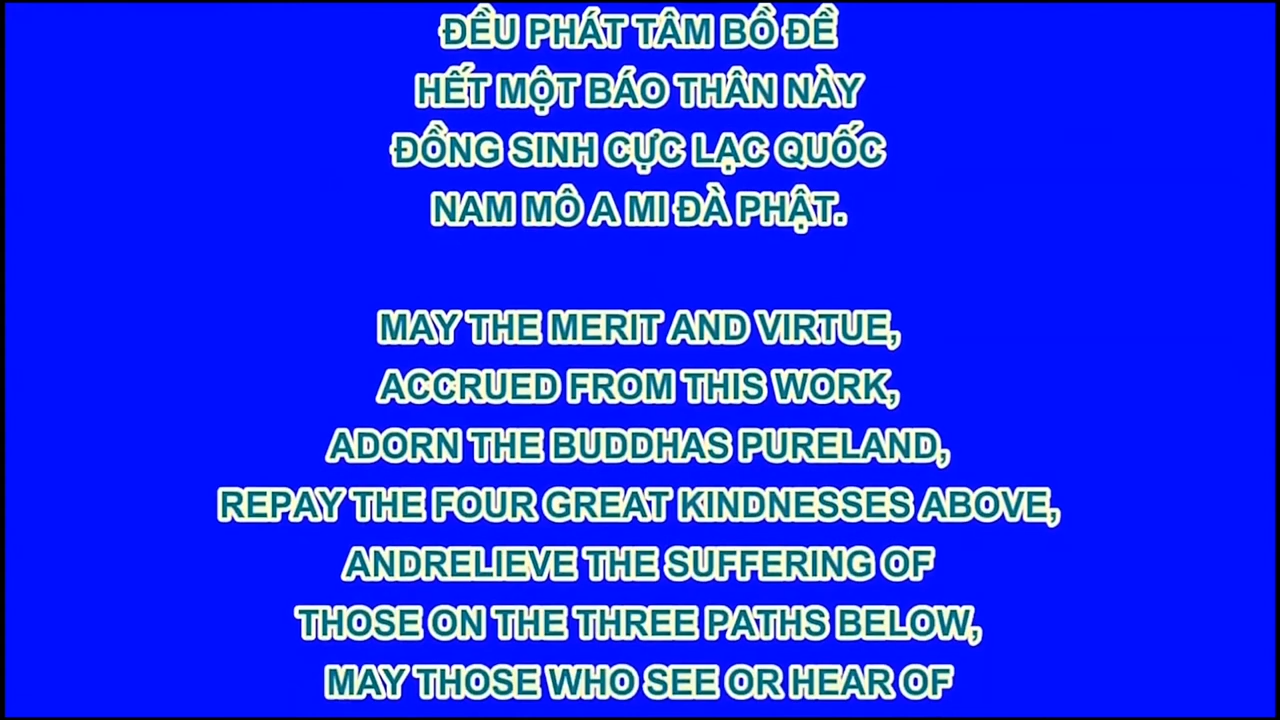 ĐỀU PHÁT TÂM BỒ ĐỀ
HẾT MỘT BÁO THÂN NÀY
ĐỒNG SINH CỰC LẠC QUỐC
NAM MÔ A MI ĐÀ PHẬT.
MAY THE MERIT AND VIRTUE,
ACCRUED FROM THIS WORK,
ADORN THE BUDDHAS PURELAND,
REPAY THE FOUR GREAT KINDNESSES ABOVE,
ANDRELIEVE THE SUFFERING OF
THOSE ON THE THREE PATHS BELOW,
MAY THOSE WHO SEE OR HEAR OF